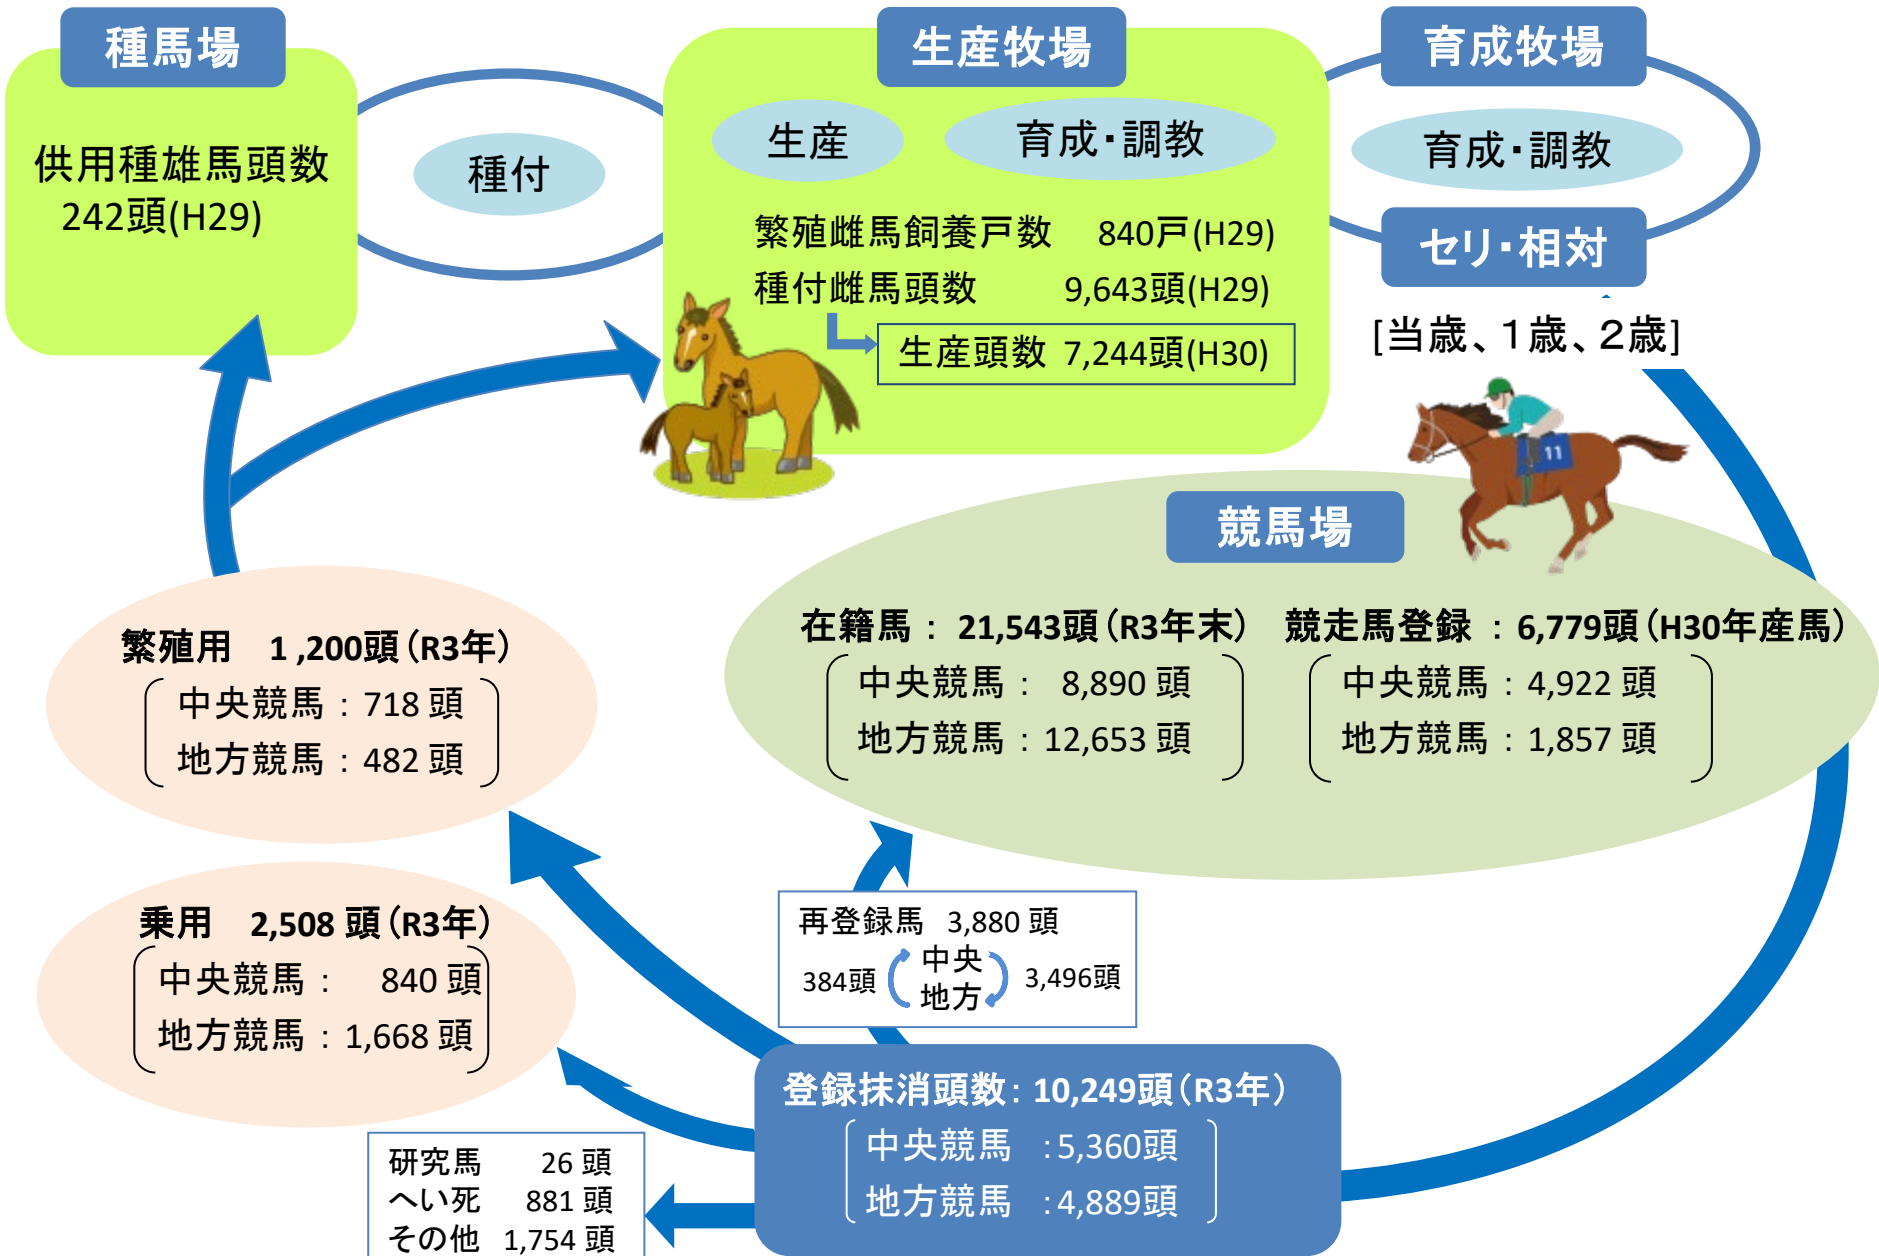 種馬場
供用種雄馬頭数
242頭(H29)
種付
生産牧場
生産
育成・調教
繁殖雌馬飼養戸数 840戸(H29)
種付雌馬頭数 9,643頭(H29)
生産頭数 7,244頭(H30)
育成牧場
育成・調教
セリ・相対
[当歳、1歳、2歳]
11
競馬場
在籍馬 : 21,543頭(R3年末)
中央競馬 : 8,890 頭
地方競馬 : 12,653 頭
競走馬登録 : 6,779頭(H30年産馬)
中央競馬 : 4,922 頭
地方競馬 : 1,857 頭
繁殖用 1,200頭(R3年)
中央競馬 : 718 頭
地方競馬 : 482 頭
乗用 2,508 頭(R3年)
中央競馬 : 840 頭
地方競馬 : 1,668 頭
再登録馬 3,880 頭
384頭 中央 3,496頭
地方
登録抹消頭数: 10,249頭(R3年)
中央競馬 :5,360頭
地方競馬 :4,889頭
研究馬 26 頭
へい死 881 頭
その他 1,754 頭